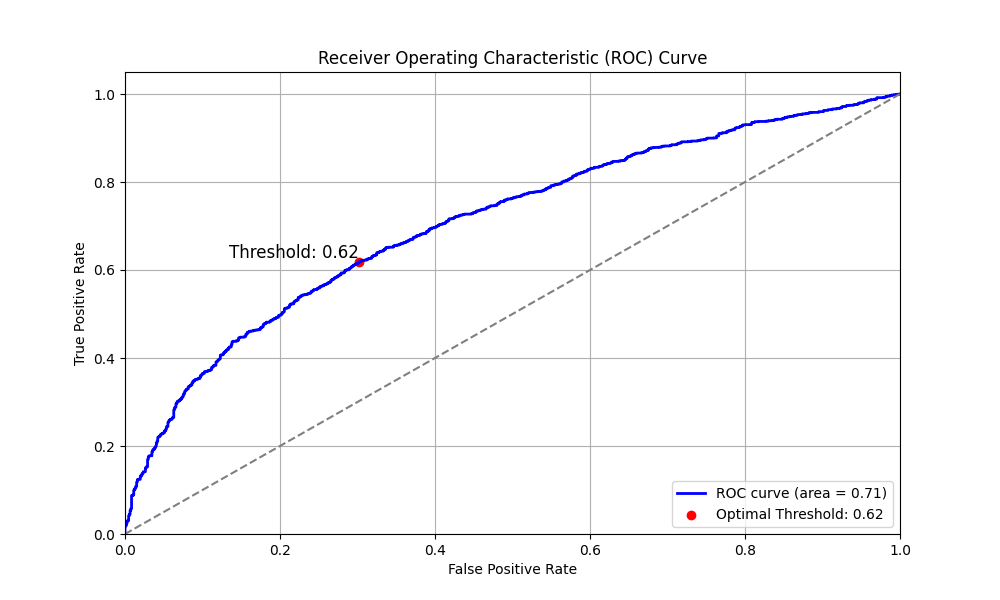 Receiver Operating Characteristic (ROC) Curve
1.0
0.8
Threshold: 0.62
0.6
True Positive Rate
0.4
0.2
ROC curve (area = 0.71)
Optimal Threshold: 0.62
0.0
0.0 0.2 0.4 0.6 0.8 1.0
False Positive Rate